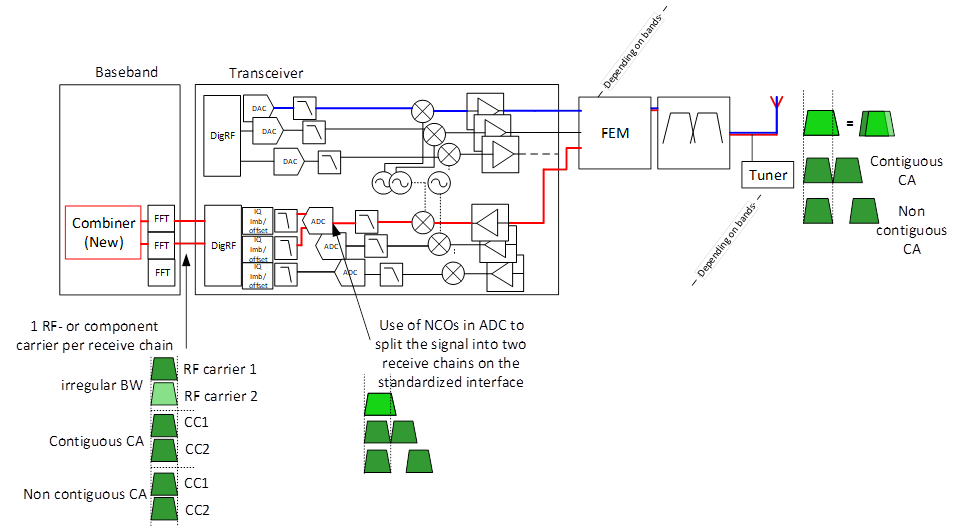 Depending on bands
Baseband
Transceiver
DAC
DAC
DAC
DigRF
FEM
=
Tuner
Contiguous
CA
Non
contiguous
CA
Depending on bands
Combiner
(New)
FFT
FFT
FFT
DigRF
IQ
Imb/
offset
IQ
Imb/
offset
IQ
Imb/
offset
ADC
ADC
ADC
1 RF- or component
carrier per receive chain
Use of NCOs in ADC to
split the signal into two
receive chains on the
standardized interface
irregular BW
RF carrier 1
RF carrier 2
Contiguous CA
CC1
CC2
Non contiguous CA
CC1
CC2